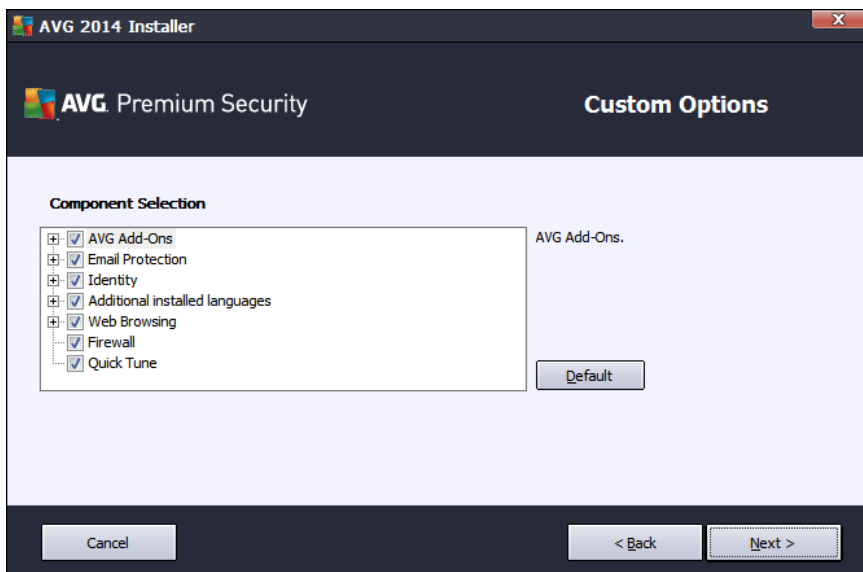 AVG 2014 Installer
X
AVG. Premium Security
Custom Options
Component Selection
AVG Add-Ons
Email Protection
Identity
Additional installed languages
Web Browsing
Firewall
Quick Tune
AVG Add-Ons.
Default
Cancel
< Back
Next >